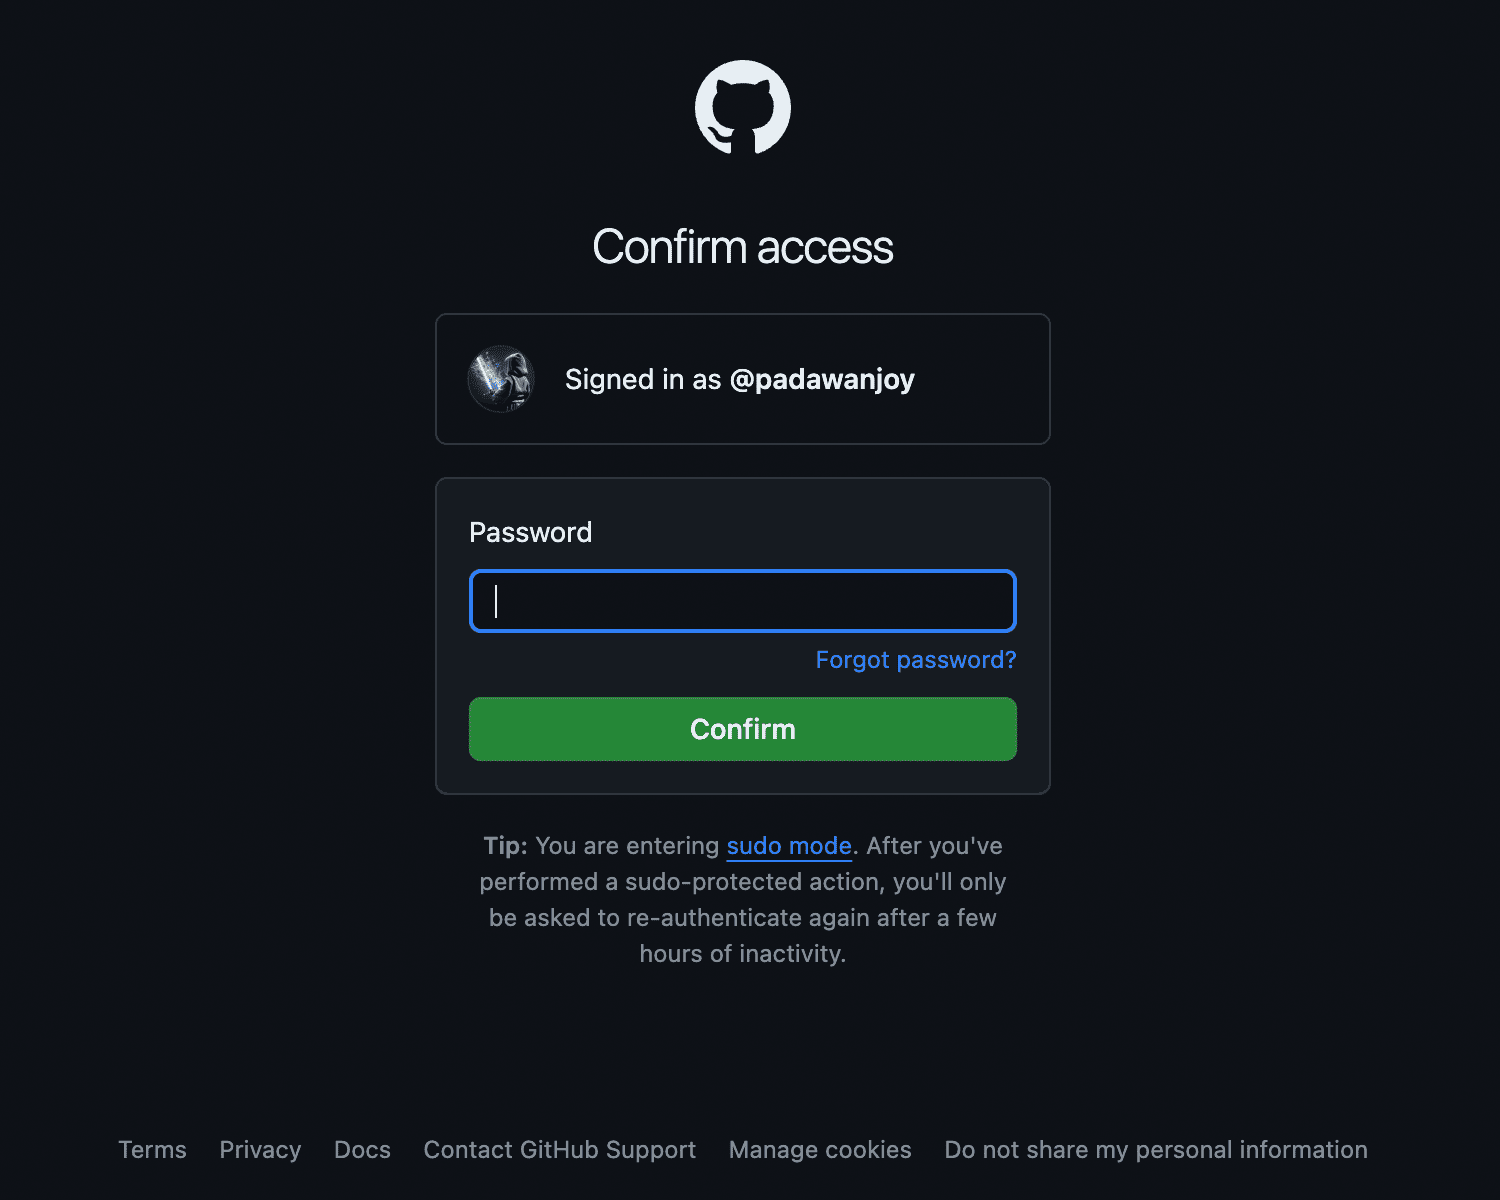 Confirm access
Signed in as @padawanjoy
Password
Forgot password?
Confirm
Tip: You are entering sudo mode. After you've
performed a sudo-protected action, you'll only
be asked to re-authenticate again after a few
hours of inactivity.
Terms Privacy Docs Contact GitHub Support Manage cookies Do not share my personal information